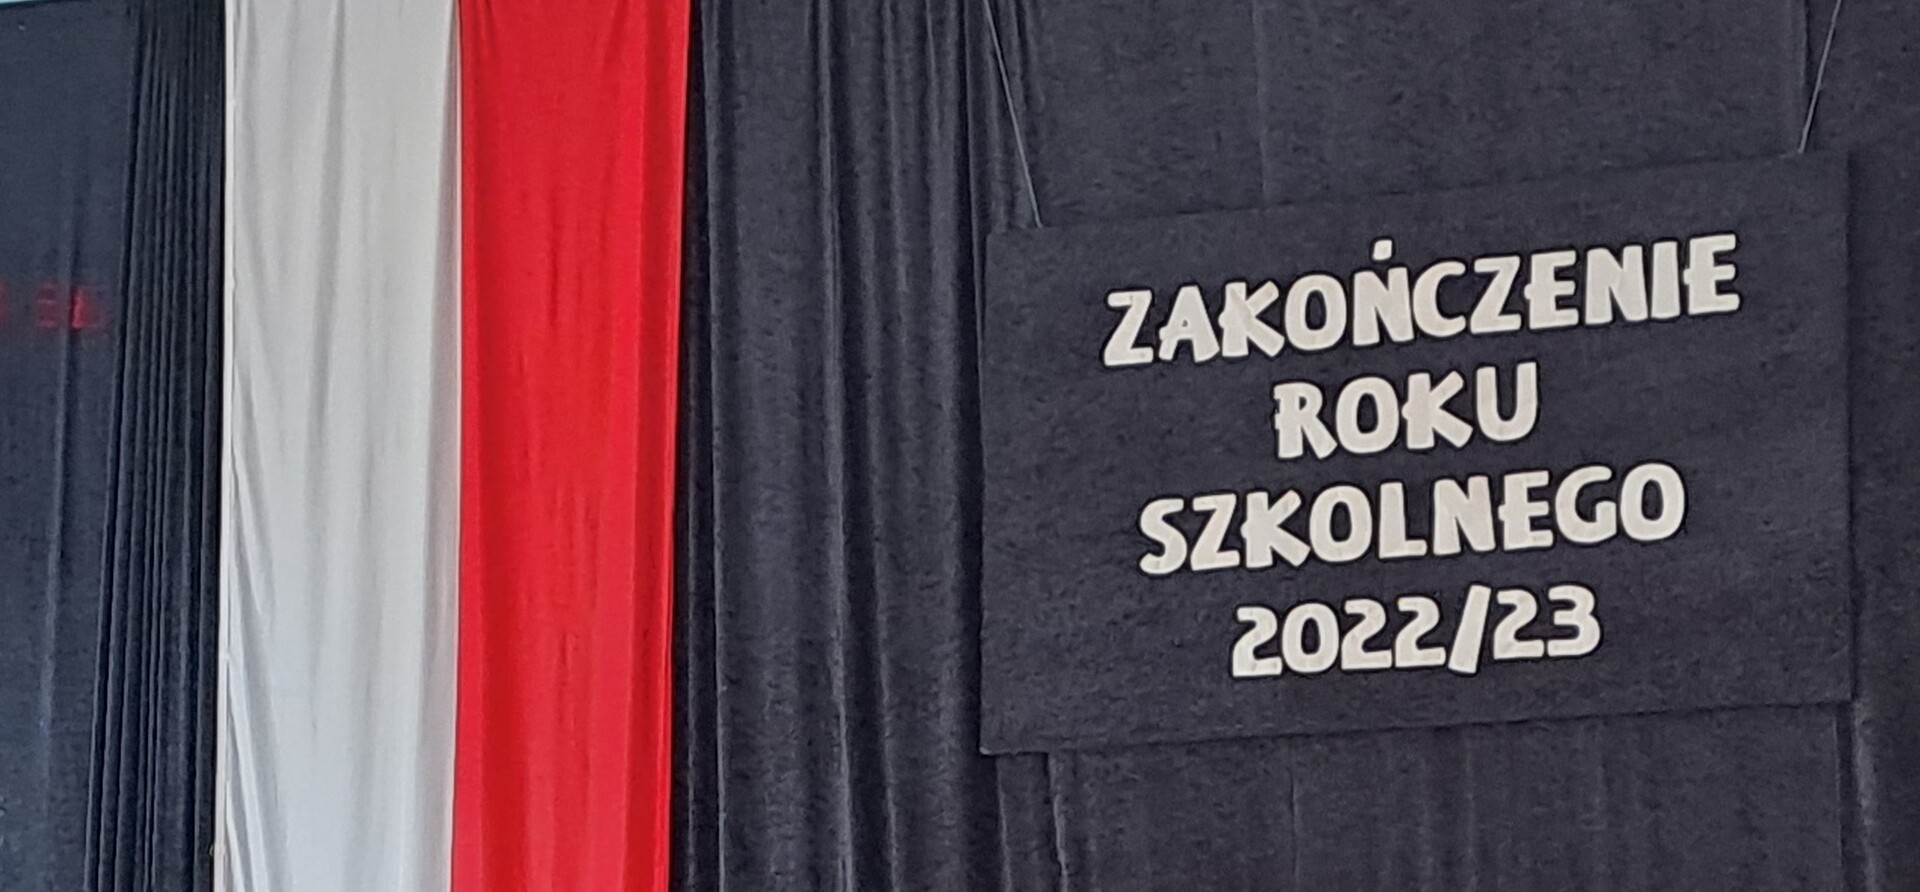 ZAKOŃCZENIE
ROKU
SZKOLNEGO
2022/23